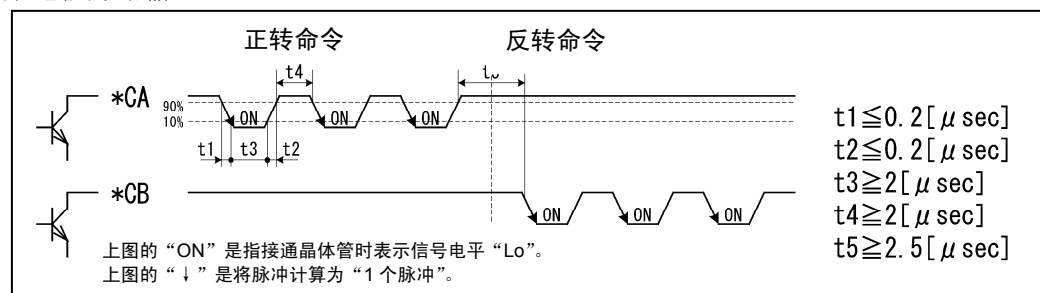 正转命令 反转命令
t4
*CA
90%
10%
ON ON ON
t1 t3 t2
*CB
ON ON ON
t1≦0.2[μsec]
t2≦0.2[μsec]
t3≧2[μsec]
t4≧2[μsec]
t5≧2.5[μsec]
上图的“ON”是指接通晶体管时表示信号电平“Lo”。
上图的“↓”是将脉冲计算为“1个脉冲”。